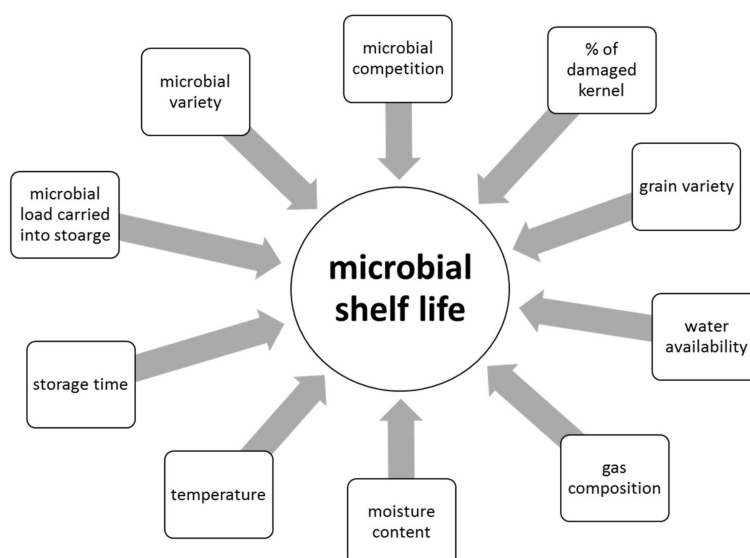 microbial
competition
% of
damaged
kernel
microbial
variety
grain variety
microbial
load carried
into stoarge
microbial
shelf life
water
availability
storage time
gas
composition
temperature
moisture
content